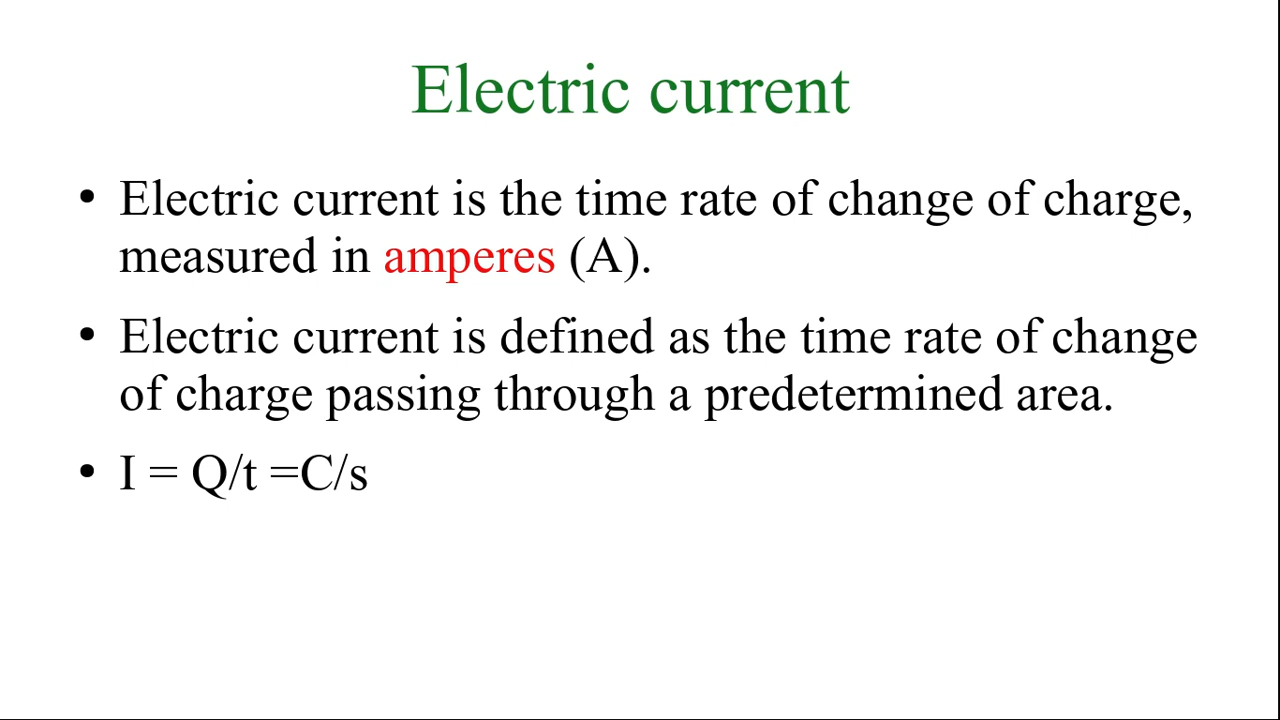 Electric current
• Electric current is the time rate of change of charge,
measured in amperes (A).
• Electric current is defined as the time rate of change
of charge passing through a predetermined area.
• I = Q/t =C/s